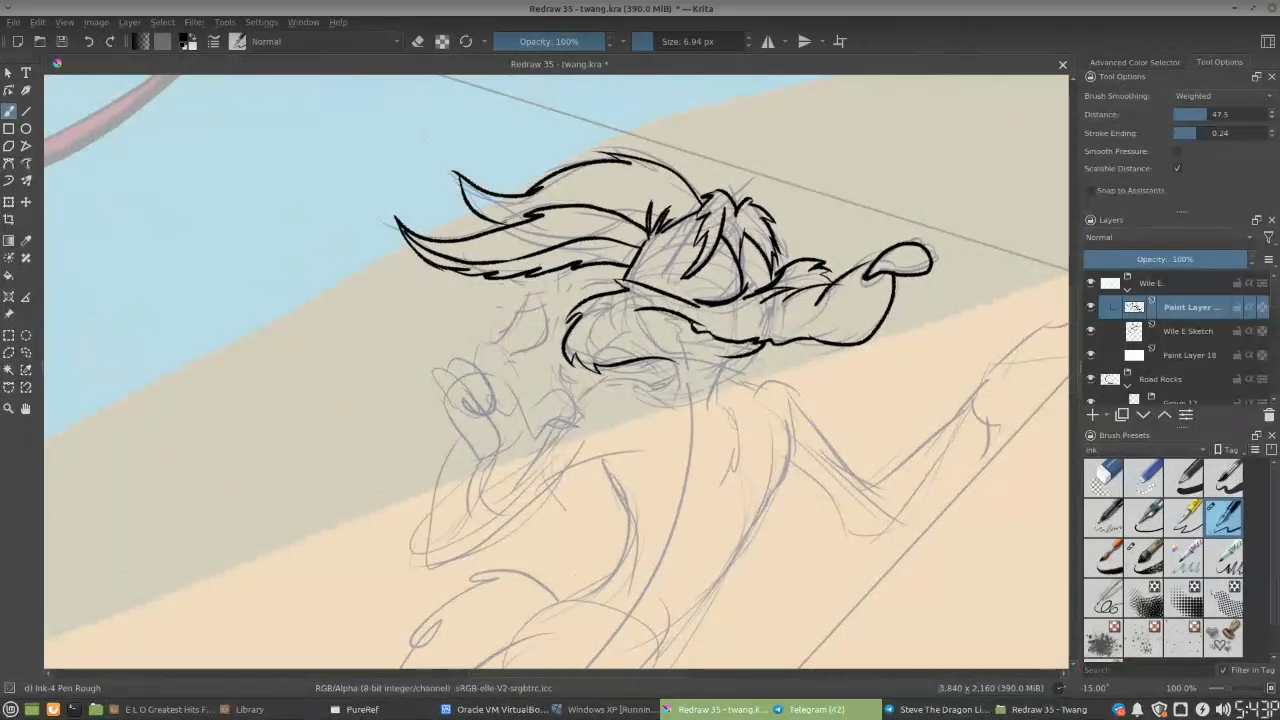 Redraw 35 - twang.kra (390.0 MiB) * — Krita
File Edit View Image Layer Select Filter Tools Settings Window Help
Normal Opacity: 100% Size: 6.94 px
Redraw 35 - twang.kra *
Advanced Color Selector Tool Options
Tool Options
Brush Smoothing: Weighted
Distance: 47.5
Stroke Ending: 0.24
Smooth Pressure:
Scalable Distance:
Snap to Assistants
Layers
Normal
Opacity: 100%
Wile E.
Paint Layer ...
Wile E Sketch
Paint Layer 18
Road Rocks
Group 12
Brush Presets
ink Tag
Search Filter in Tag
d) Ink-4 Pen Rough RGB/Alpha (8-bit integer/channel) sRGB-elle-V2-srgbtrc.icc 3,840 x 2,160 (390.0 MiB) -15.00° 100.0%
E L O Greatest Hits F... Library PureRef Oracle VM VirtualBo... Windows XP [Runnin... Redraw 35 - twang.k... Telegram (42) Steve The Dragon Li... Redraw 35 - Twang